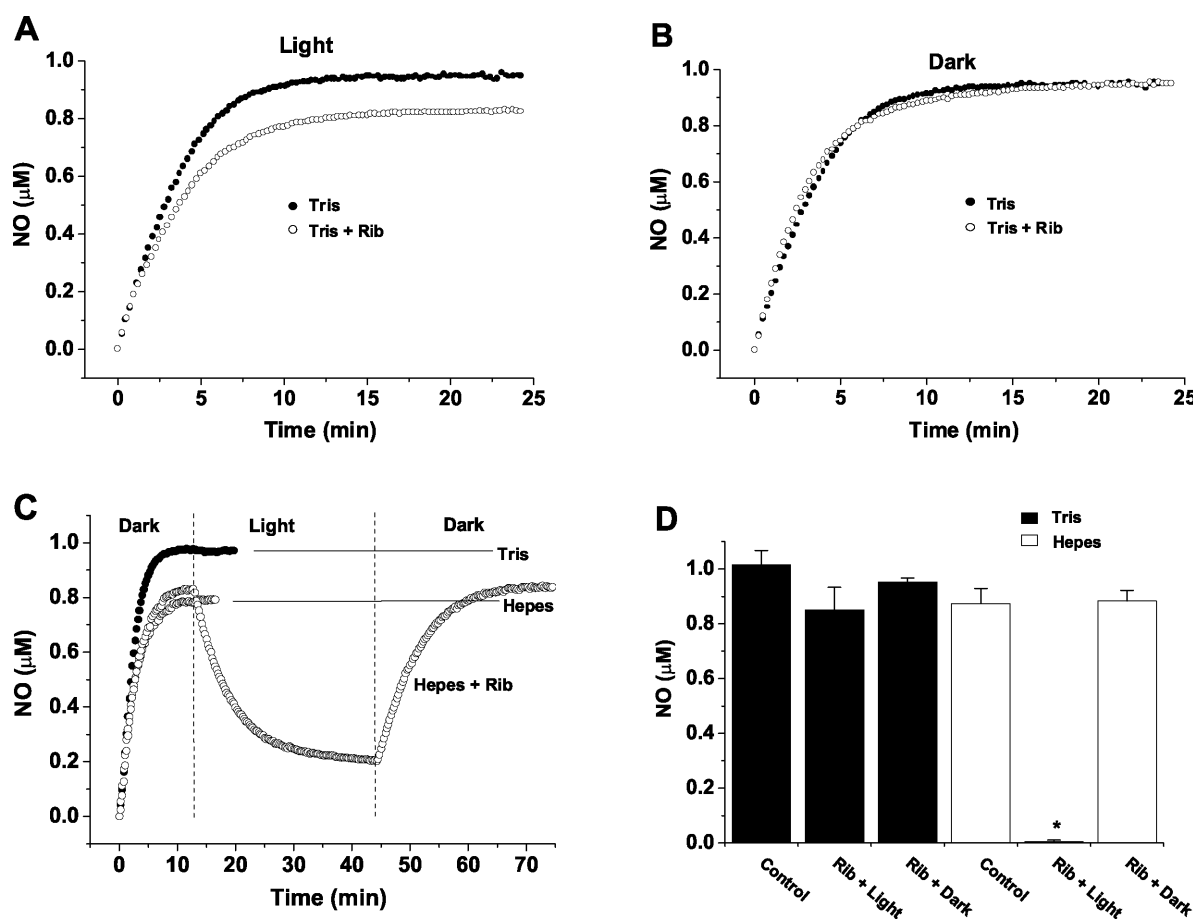 A
Light
NO (μM)
1.0
0.8
0.6
0.4
0.2
0.0
Tris
Tris + Rib
0 5 10 15 20 25
Time (min)
B
Dark
NO (μM)
1.0
0.8
0.6
0.4
0.2
0.0
Tris
Tris + Rib
0 5 10 15 20 25
Time (min)
C
Dark Light Dark
NO (μM)
1.0
0.8
0.6
0.4
0.2
0.0
Tris
Hepes
Hepes + Rib
0 10 20 30 40 50 60 70
Time (min)
D
Tris
Hepes
NO (μM)
1.0
0.8
0.6
0.4
0.2
0.0
*
Control
Rib + Light
Rib + Dark
Control
Rib + Light
Rib + Dark